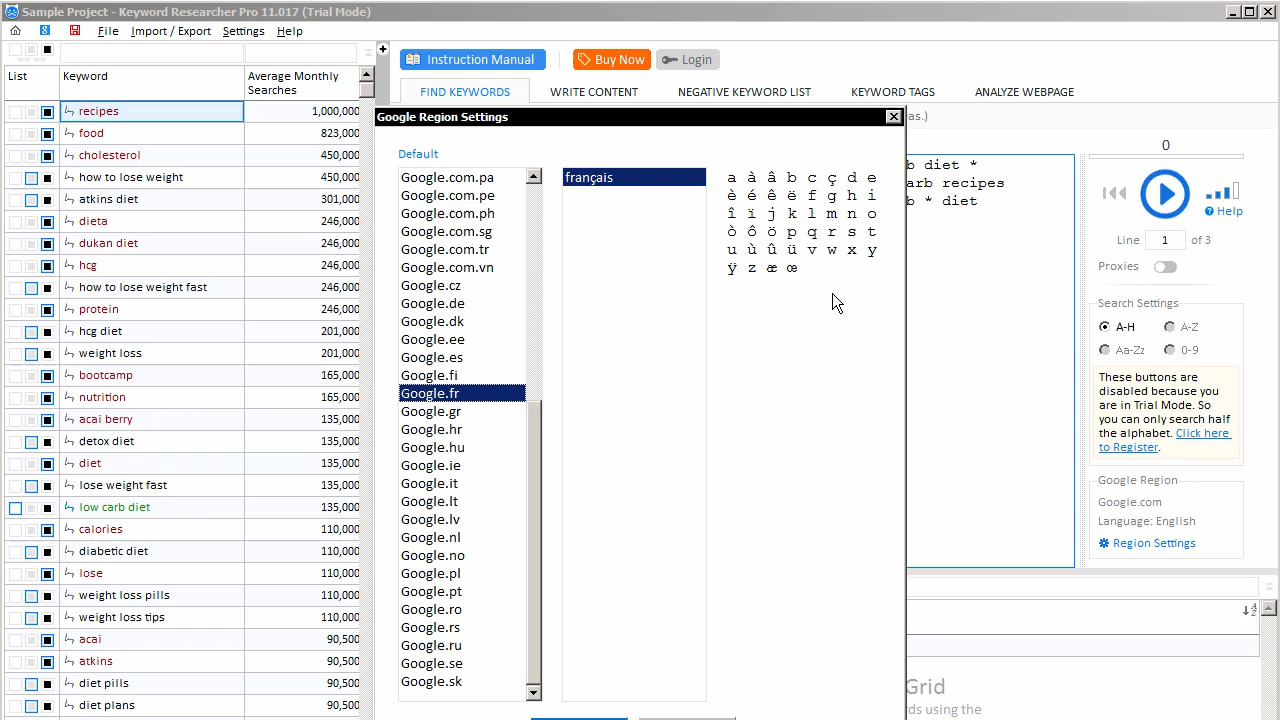 Sample Project - Keyword Researcher Pro 11.017 (Trial Mode)
File Import / Export Settings Help
List Keyword Average Monthly Searches
recipes 1,000,000
food 823,000
cholesterol 450,000
how to lose weight 450,000
atkins diet 301,000
dieta 246,000
dukan diet 246,000
hcg 246,000
how to lose weight fast 246,000
protein 246,000
hcg diet 201,000
weight loss 201,000
bootcamp 165,000
nutrition 165,000
acai berry 135,000
detox diet 135,000
diet 135,000
lose weight fast 135,000
low carb diet 135,000
calories 110,000
diabetic diet 110,000
lose 110,000
weight loss pills 110,000
weight loss tips 110,000
acai 90,500
atkins 90,500
diet pills 90,500
diet plans 90,500
Instruction Manual Buy Now Login
FIND KEYWORDS WRITE CONTENT NEGATIVE KEYWORD LIST KEYWORD TAGS ANALYZE WEBPAGE
as.)
Google Region Settings
Default
Google.com.pa
Google.com.pe
Google.com.ph
Google.com.sg
Google.com.tr
Google.com.vn
Google.cz
Google.de
Google.dk
Google.ee
Google.es
Google.fi
Google.fr
Google.gr
Google.hr
Google.hu
Google.ie
Google.it
Google.lt
Google.lv
Google.nl
Google.no
Google.pl
Google.pt
Google.ro
Google.rs
Google.ru
Google.se
Google.sk
français
a à â b c ç d e
è é ê ë f g h i
î ï j k l m n o
ò ô ö p q r s t
u ù û ü v w x y
ÿ z æ œ
b diet *
arb recipes
b * diet
0
Help
Line 1 of 3
Proxies
Search Settings
A-H A-Z
Aa-Zz 0-9
These buttons are
disabled because you
are in Trial Mode. So
you can only search half
the alphabet. Click here
to Register.
Google Region
Google.com
Language: English
Region Settings
Grid
rds using the